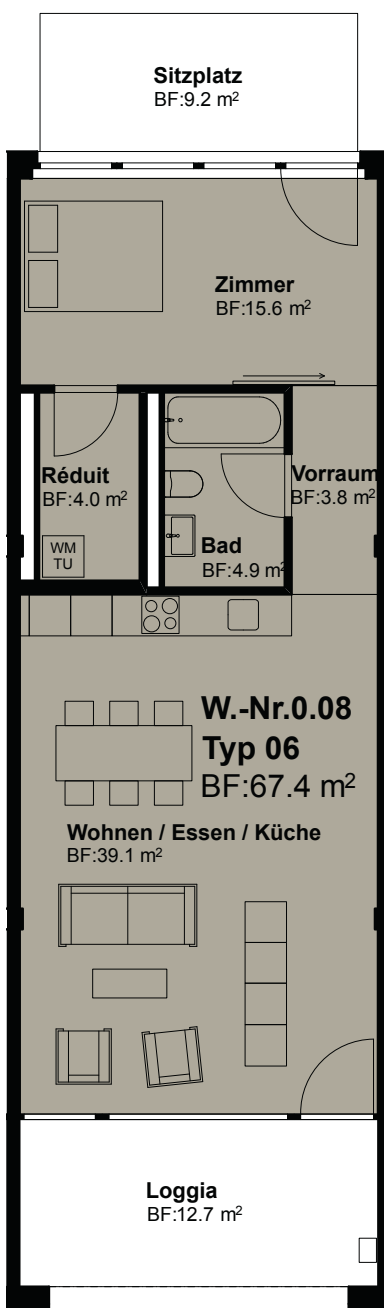 Sitzplatz
BF:9.2 m²
Zimmer
BF:15.6 m²
Réduit
BF:4.0 m²
Vorraum
BF:3.8 m²
WM
TU
Bad
BF:4.9 m²
W.-Nr.0.08
Typ 06
BF:67.4 m²
Wohnen / Essen / Küche
BF:39.1 m²
Loggia
BF:12.7 m²